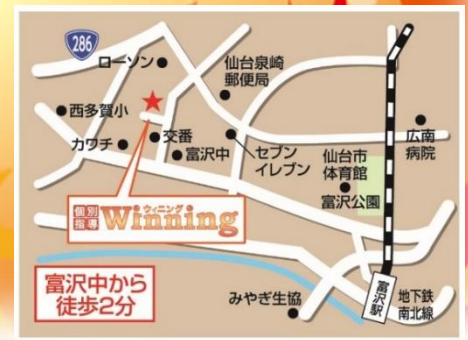 286
ローソン
仙台泉崎
郵便局
西多賀小
カワチ
交番
富沢中
セブン
イレブン
仙台市
体育館
富沢公園
広南
病院
個別
指導
ウィニング
Winning
富沢中から
徒歩2分
みやぎ生協
富沢駅
地下鉄
南北線